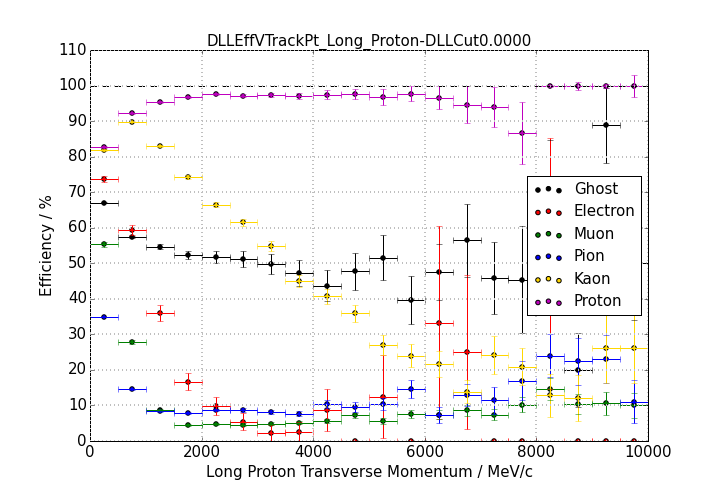 DLLEffVTrackPt_Long_Proton-DLLCut0.0000
110
100
90
80
70
60
50
40
30
20
10
0
Efficiency / %
Ghost
Electron
Muon
Pion
Kaon
Proton
0 2000 4000 6000 8000 10000
Long Proton Transverse Momentum / MeV/c